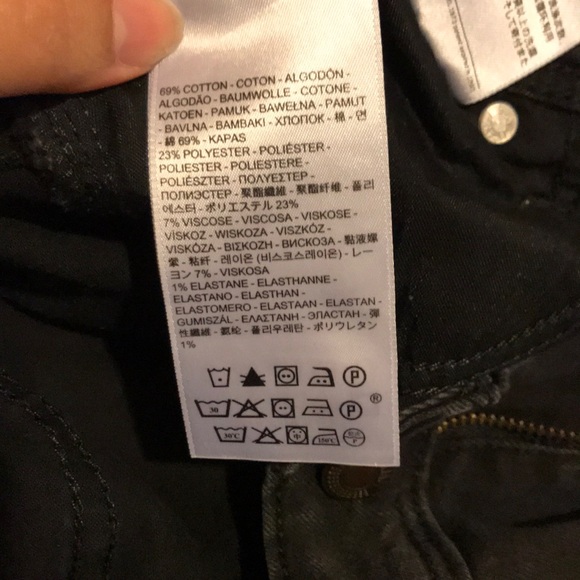 69% COTTON - COTON - ALGODÓN -
ALGODÃO - BAUMWOLLE - COTONE -
KATOEN - PAMUK - BAWEŁNA - PAMUT
- BAVLNA - BAMBAKI - ХЛОПОК - 棉 - 면
綿 69% - KAPAS
23% POLYESTER - POLIÉSTER -
POLIESTER - POLIESTERE -
POLIÉSZTER - ΠΟΛΥΕΣΤΕΡ -
ПОЛИЭСТЕР - 聚酯纖維 - 聚酯纤维 - 폴리
에스터 - ポリエステル 23%
7% VISCOSE - VISCOSA - VISKOSE -
VİSKOZ - WISKOZA - VISZKÓZ -
VISKÓZA - ΒΙΣΚΟΖΗ - ВИСКОЗА - 黏液嫘
縈 - 粘纤 - 레이온 (비스코스레이온) - レー
ヨン 7% - VISKOSA
1% ELASTANE - ELASTHANNE -
ELASTANO - ELASTHAN -
ELASTOMERO - ELASTAAN - ELASTAN -
GUMISZÁL - ΕΛΑΣΤΑΝΗ - ЭЛАСТАН - 彈
性纖維 - 氨纶 - 폴리우레탄 - ポリウレタン
1%
P
30 P ®
30°C 150°C